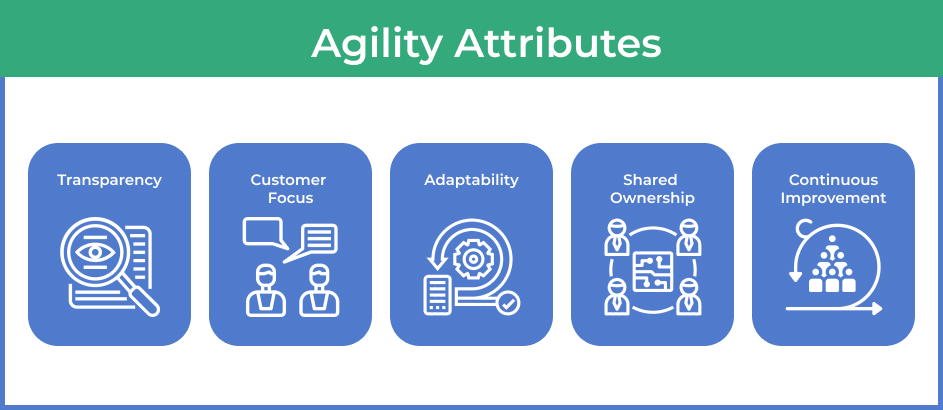 Agility Attributes
Transparency
Customer
Focus
Adaptability
Shared
Ownership
Continuous
Improvement